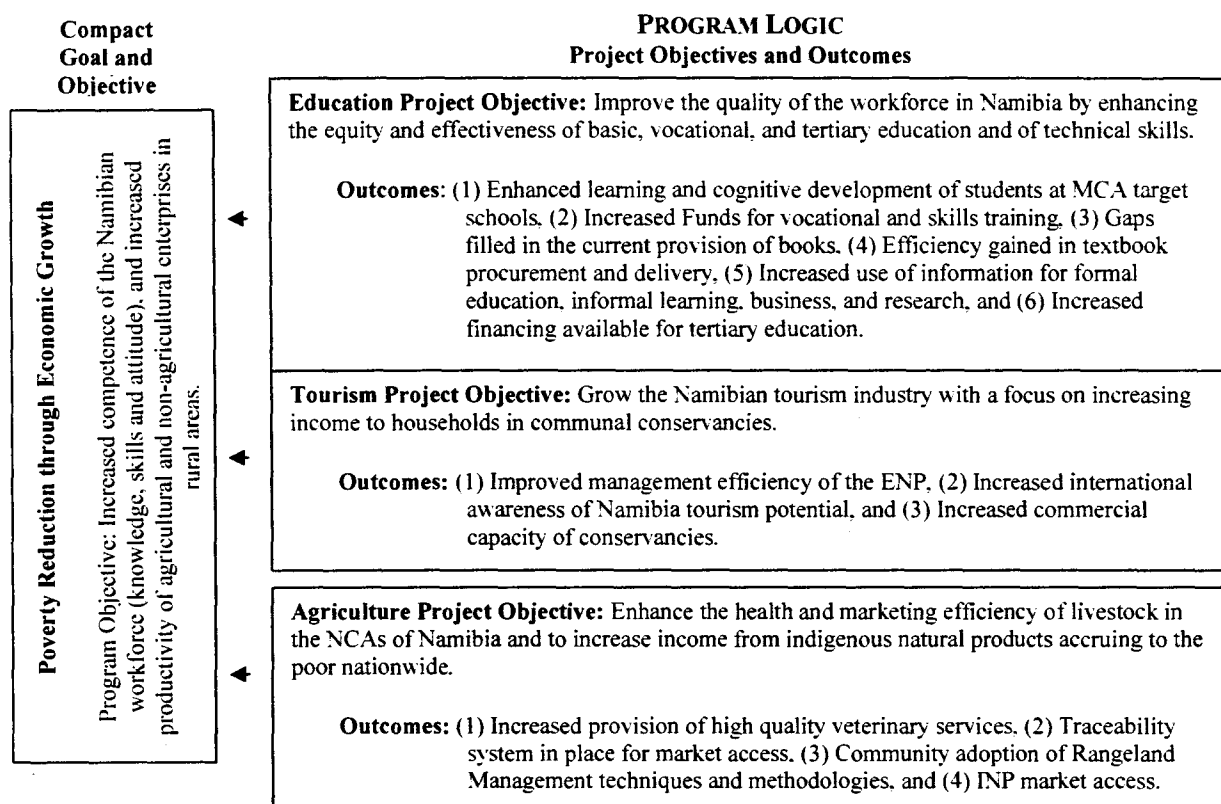 Compact
Goal and
Objective
PROGRAM LOGIC
Project Objectives and Outcomes
Poverty Reduction through Economic Growth
Program Objective: Increased competence of the Namibian
workforce (knowledge, skills and attitude), and increased
productivity of agricultural and non-agricultural enterprises in
rural areas.
Education Project Objective: Improve the quality of the workforce in Namibia by enhancing
the equity and effectiveness of basic, vocational, and tertiary education and of technical skills.
Outcomes: (1) Enhanced learning and cognitive development of students at MCA target
schools, (2) Increased Funds for vocational and skills training, (3) Gaps
filled in the current provision of books, (4) Efficiency gained in textbook
procurement and delivery, (5) Increased use of information for formal
education, informal learning, business, and research, and (6) Increased
financing available for tertiary education.
Tourism Project Objective: Grow the Namibian tourism industry with a focus on increasing
income to households in communal conservancies.
Outcomes: (1) Improved management efficiency of the ENP, (2) Increased international
awareness of Namibia tourism potential, and (3) Increased commercial
capacity of conservancies.
Agriculture Project Objective: Enhance the health and marketing efficiency of livestock in
the NCAs of Namibia and to increase income from indigenous natural products accruing to the
poor nationwide.
Outcomes: (1) Increased provision of high quality veterinary services, (2) Traceability
system in place for market access, (3) Community adoption of Rangeland
Management techniques and methodologies, and (4) INP market access.